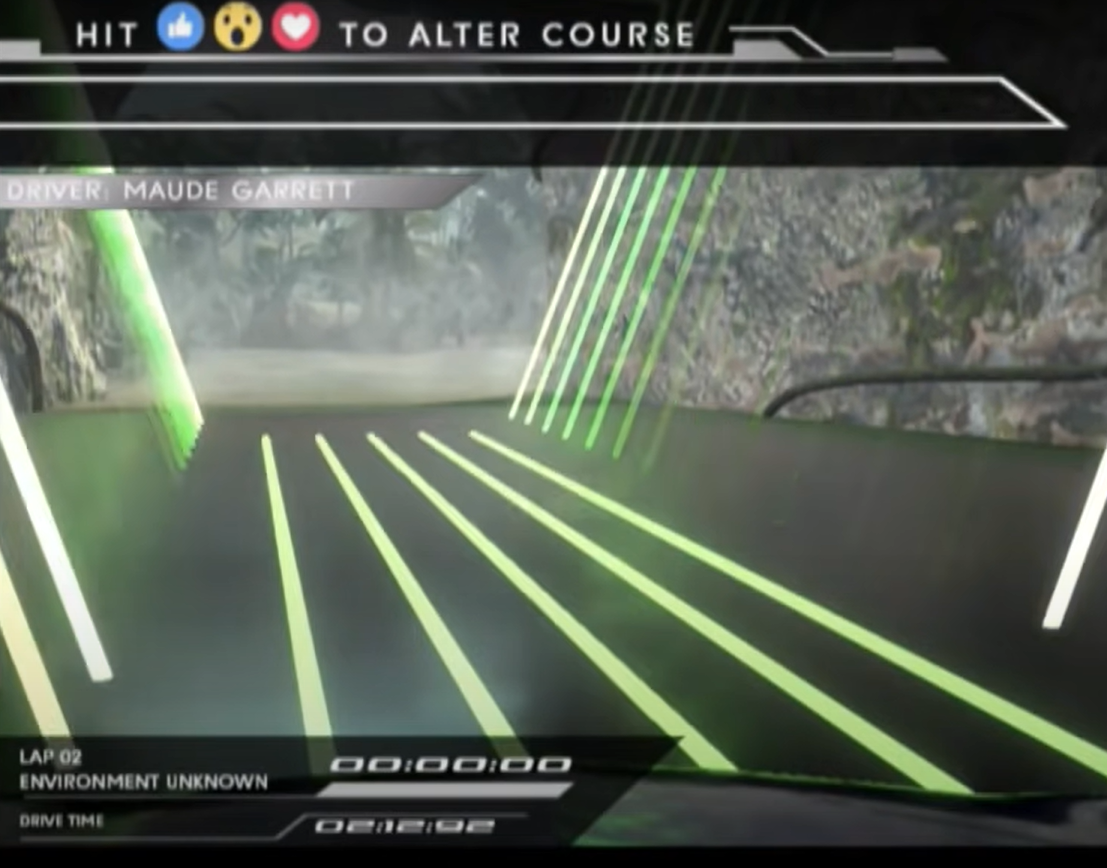 HIT 👍 😮 ❤️ TO ALTER COURSE
DRIVER: MAUDE GARRETT
LAP 02
ENVIRONMENT UNKNOWN
00:00:00
DRIVE TIME
02:12:92